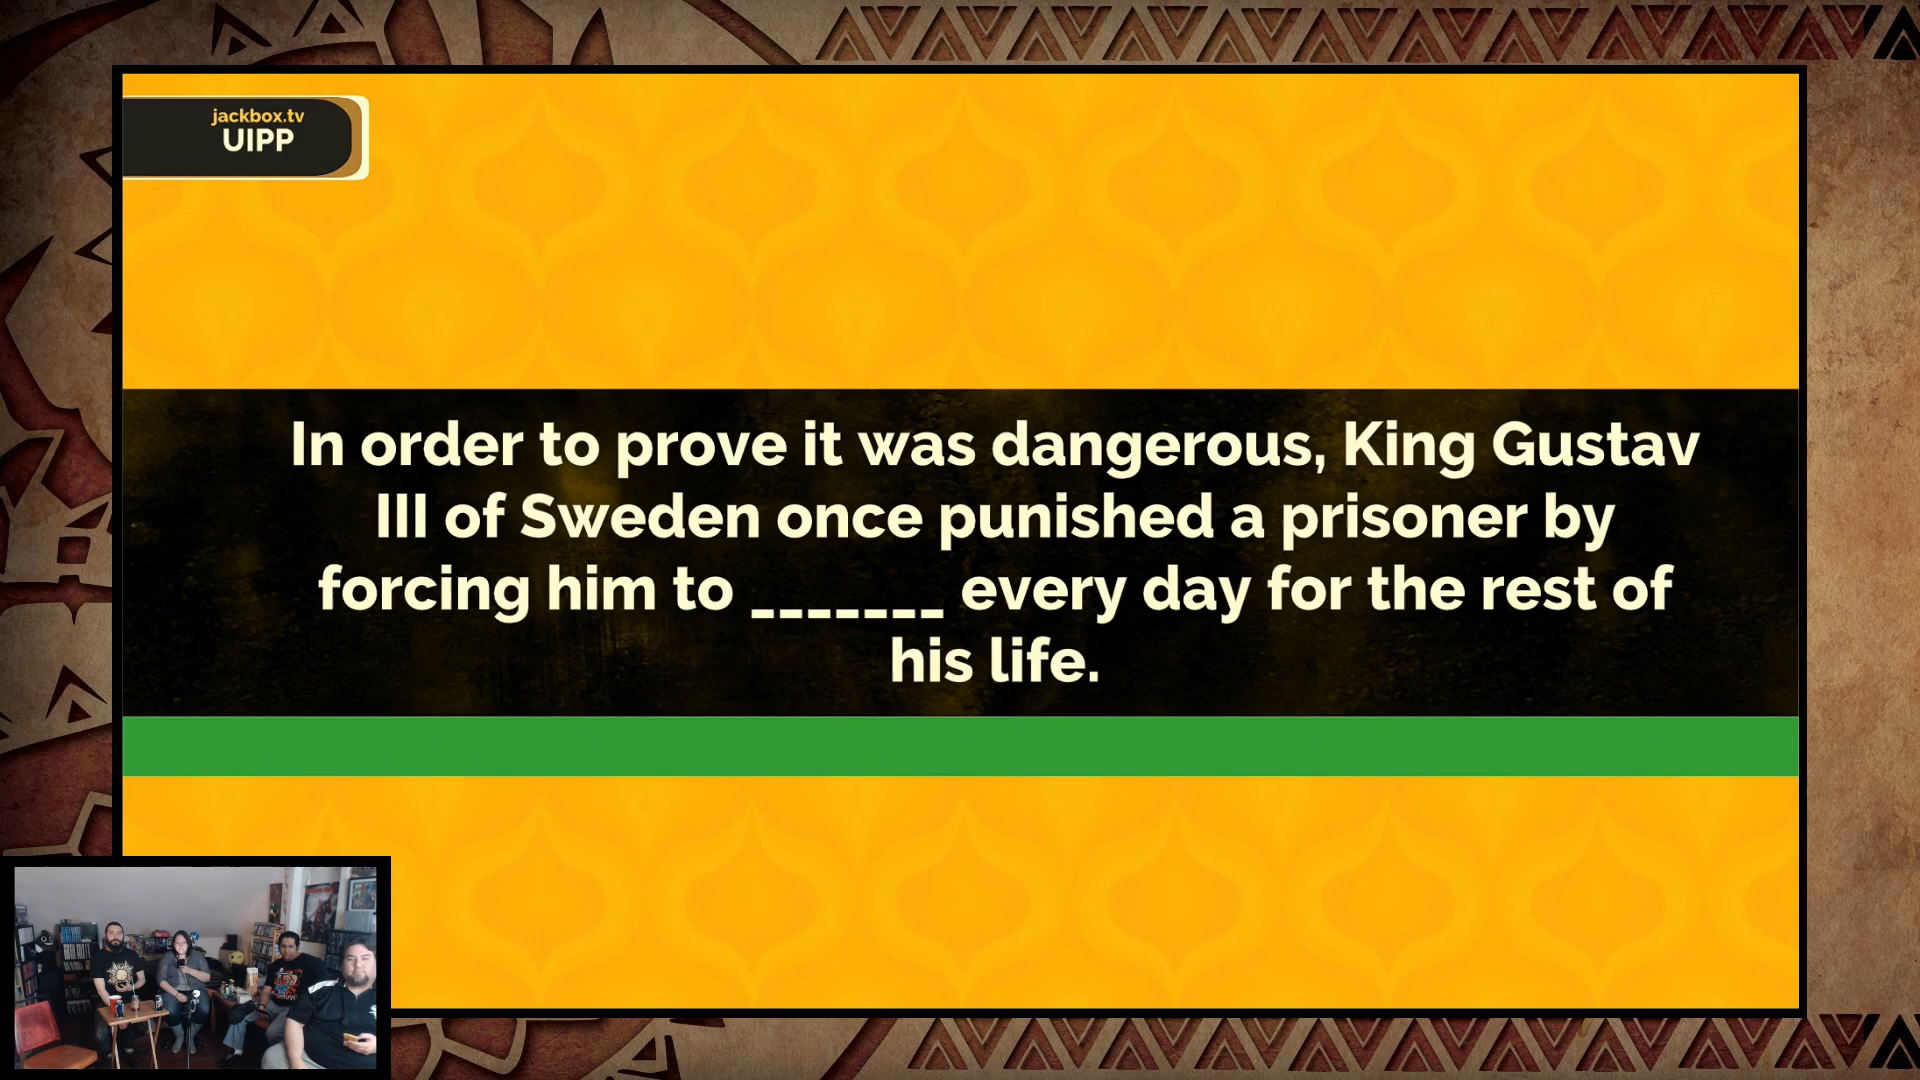 jackbox.tv
UIPP
In order to prove it was dangerous, King Gustav
III of Sweden once punished a prisoner by
forcing him to _______ every day for the rest of
his life.